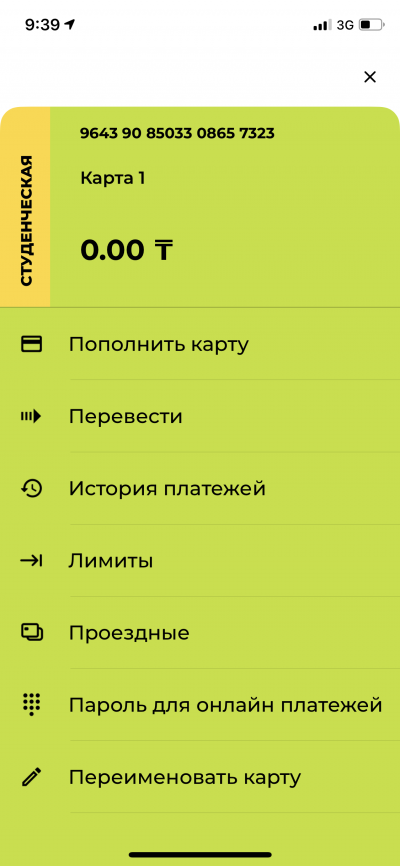 9:39
3G
9643 90 85033 0865 7323
Карта 1
СТУДЕНЧЕСКАЯ
0.00 ₸
Пополнить карту
Перевести
История платежей
Лимиты
Проездные
Пароль для онлайн платежей
Переименовать карту